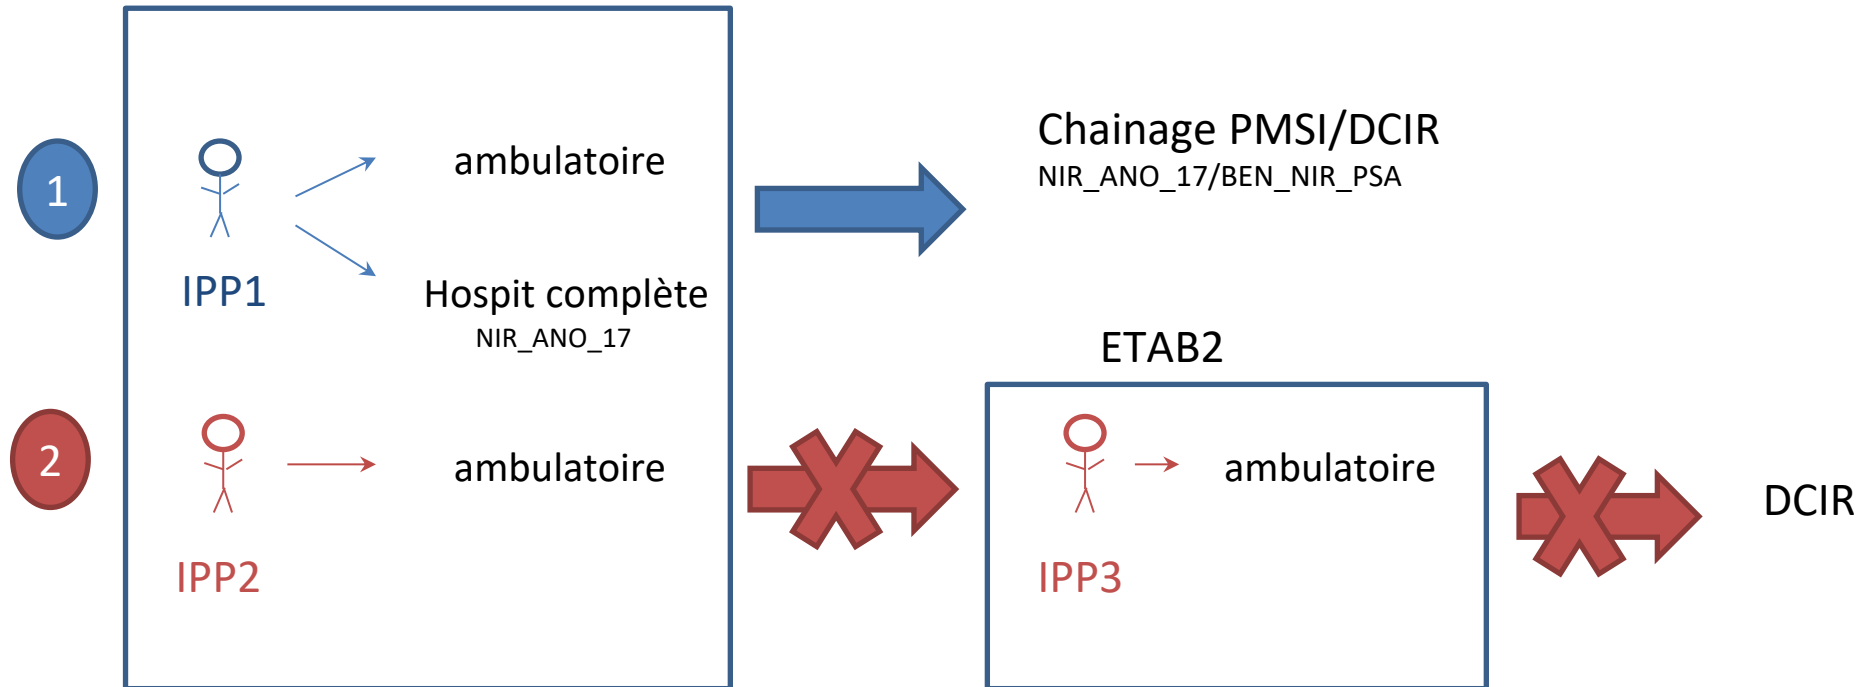 1
ambulatoire
IPP1
Hospit complète
NIR_ANO_17
Chainage PMSI/DCIR
NIR_ANO_17/BEN_NIR_PSA
2
ambulatoire
IPP2
ETAB2
ambulatoire
IPP3
DCIR